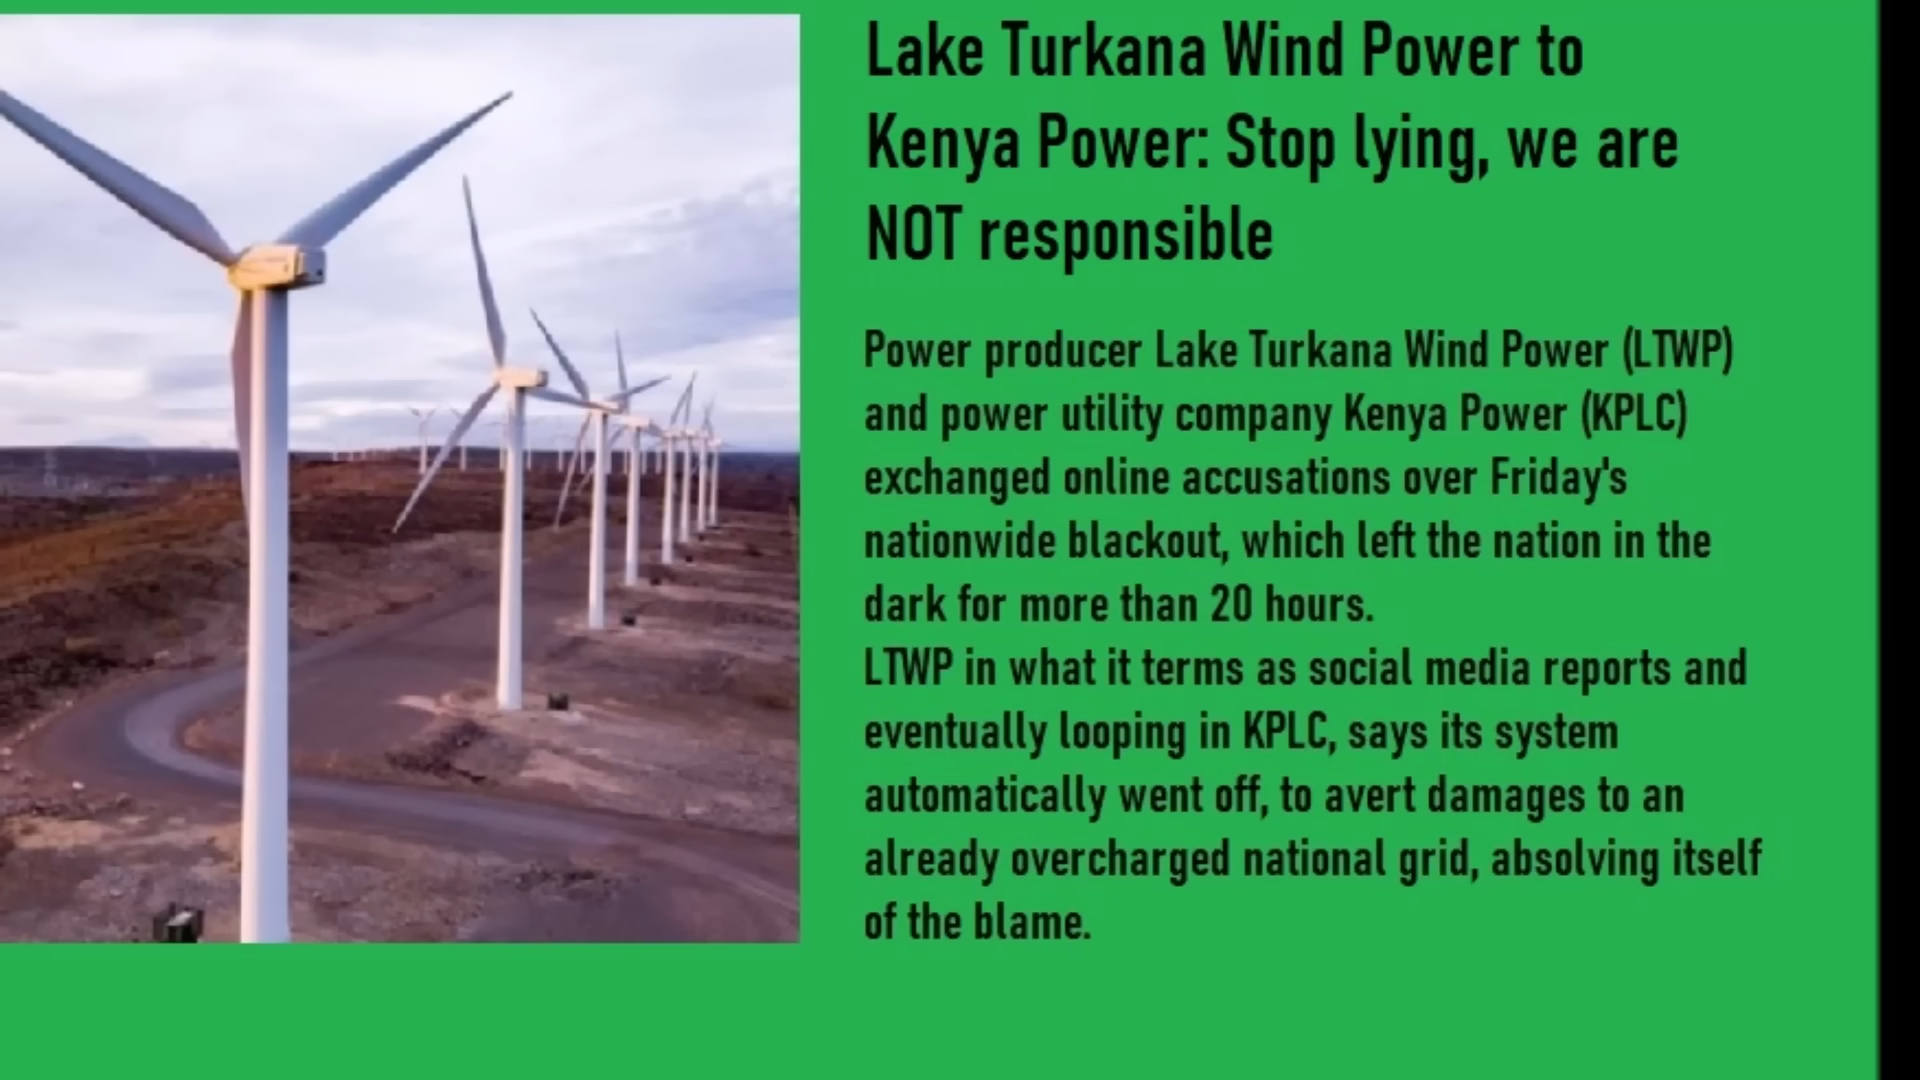 Lake Turkana Wind Power to
Kenya Power: Stop lying, we are
NOT responsible
Power producer Lake Turkana Wind Power (LTWP)
and power utility company Kenya Power (KPLC)
exchanged online accusations over Friday's
nationwide blackout, which left the nation in the
dark for more than 20 hours.
LTWP in what it terms as social media reports and
eventually looping in KPLC, says its system
automatically went off, to avert damages to an
already overcharged national grid, absolving itself
of the blame.